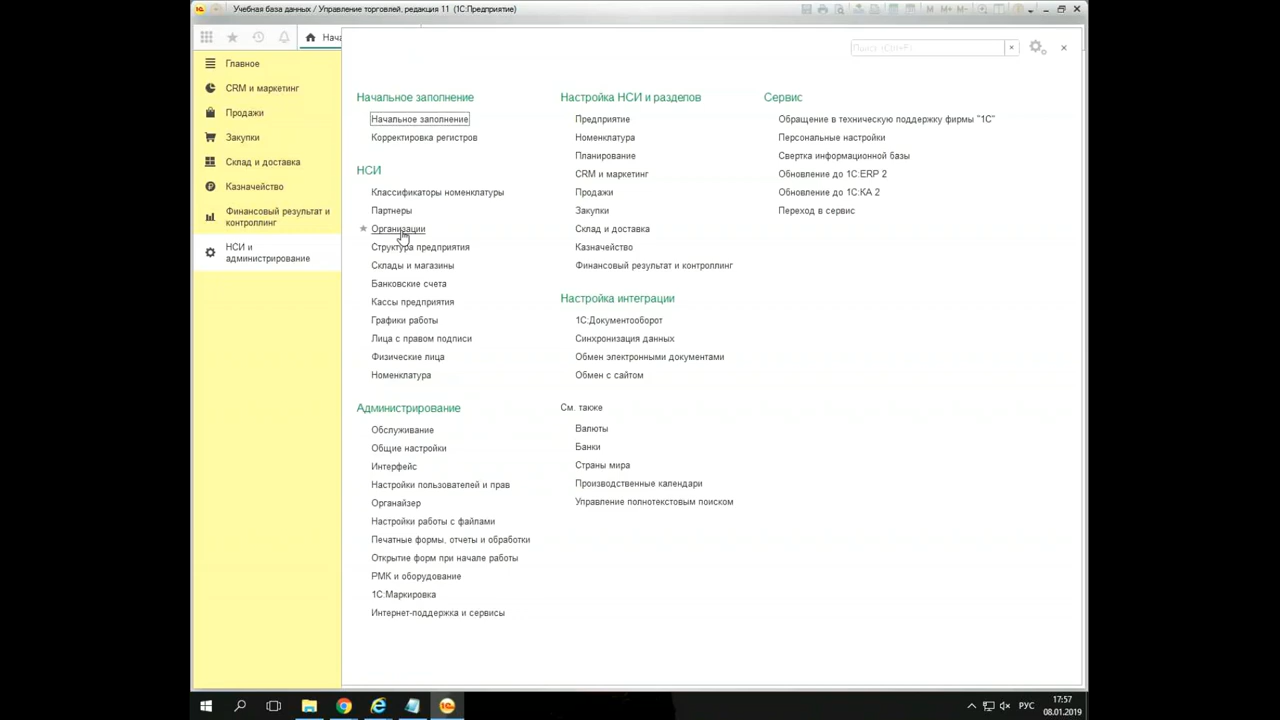 Учебная база данных / Управление торговлей, редакция 11 (1С:Предприятие)
M M+ M-
Нача
Поиск (Ctrl+F)
Главное
CRM и маркетинг
Продажи
Закупки
Склад и доставка
Казначейство
Финансовый результат и
контроллинг
НСИ и
администрирование
Начальное заполнение
Начальное заполнение
Корректировка регистров
НСИ
Классификаторы номенклатуры
Партнеры
Организации
Структура предприятия
Склады и магазины
Банковские счета
Кассы предприятия
Графики работы
Лица с правом подписи
Физические лица
Номенклатура
Администрирование
Обслуживание
Общие настройки
Интерфейс
Настройки пользователей и прав
Органайзер
Настройки работы с файлами
Печатные формы, отчеты и обработки
Открытие форм при начале работы
РМК и оборудование
1С:Маркировка
Интернет-поддержка и сервисы
Настройка НСИ и разделов
Предприятие
Номенклатура
Планирование
CRM и маркетинг
Продажи
Закупки
Склад и доставка
Казначейство
Финансовый результат и контроллинг
Настройка интеграции
1С:Документооборот
Синхронизация данных
Обмен электронными документами
Обмен с сайтом
См. также
Валюты
Банки
Страны мира
Производственные календари
Управление полнотекстовым поиском
Сервис
Обращение в техническую поддержку фирмы "1С"
Персональные настройки
Свертка информационной базы
Обновление до 1С:ERP 2
Обновление до 1С:КА 2
Переход в сервис
РУС
17:57
08.01.2019